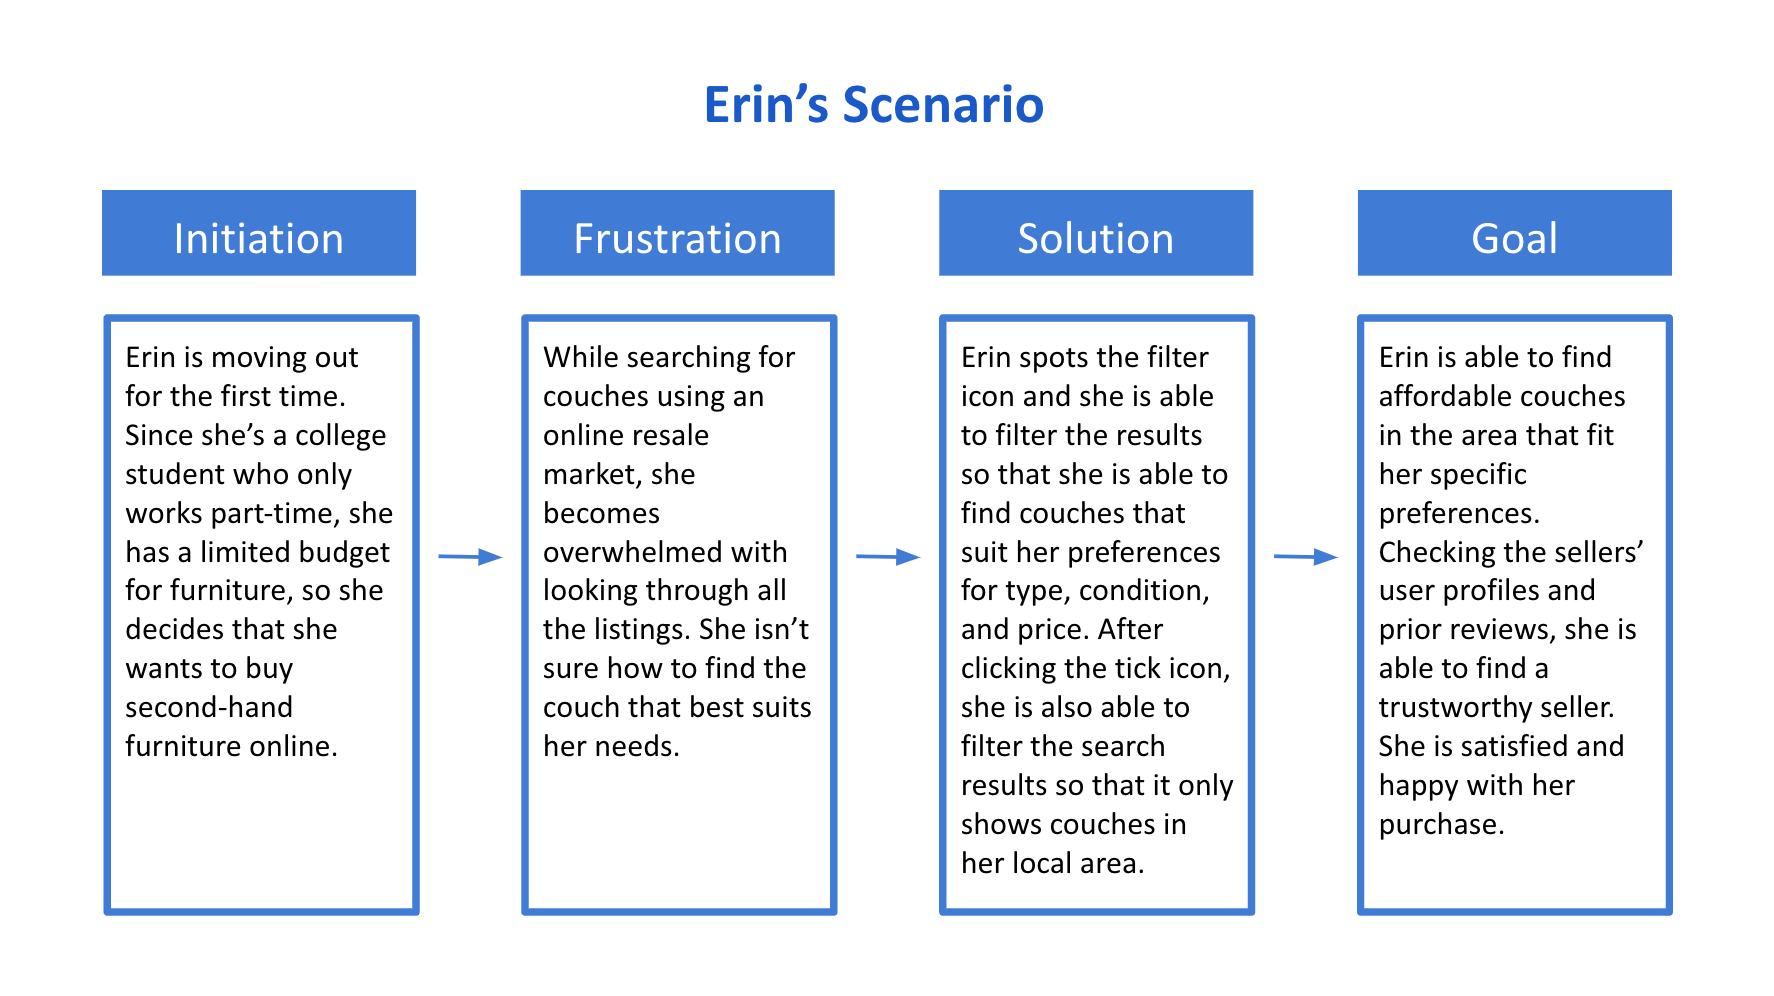 Erin’s Scenario
Initiation
Frustration
Solution
Goal
Erin is moving out
for the first time.
Since she’s a college
student who only
works part-time, she
has a limited budget
for furniture, so she
decides that she
wants to buy
second-hand
furniture online.
While searching for
couches using an
online resale
market, she
becomes
overwhelmed with
looking through all
the listings. She isn’t
sure how to find the
couch that best suits
her needs.
Erin spots the filter
icon and she is able
to filter the results
so that she is able to
find couches that
suit her preferences
for type, condition,
and price. After
clicking the tick icon,
she is also able to
filter the search
results so that it only
shows couches in
her local area.
Erin is able to find
affordable couches
in the area that fit
her specific
preferences.
Checking the sellers’
user profiles and
prior reviews, she is
able to find a
trustworthy seller.
She is satisfied and
happy with her
purchase.